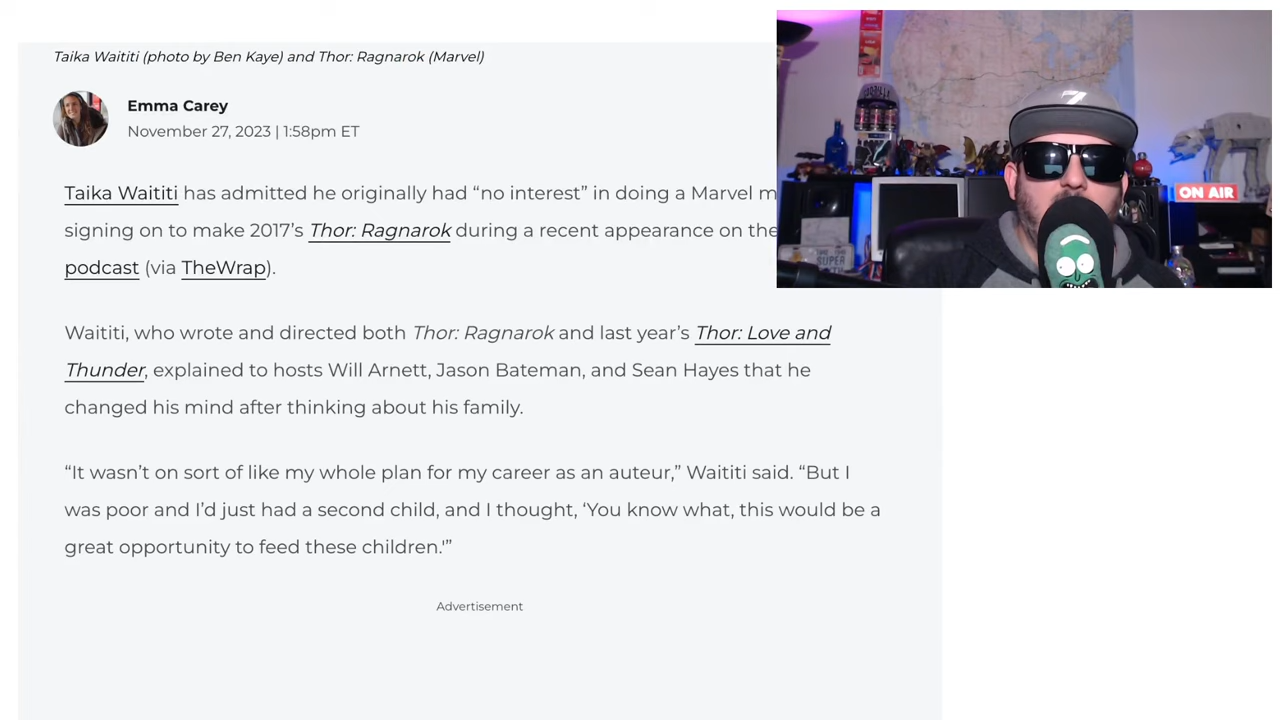 Taika Waititi (photo by Ben Kaye) and Thor: Ragnarok (Marvel)
Emma Carey
November 27, 2023 | 1:58pm ET
Taika Waititi has admitted he originally had “no interest” in doing a Marvel m
signing on to make 2017’s Thor: Ragnarok during a recent appearance on the
podcast (via TheWrap).
Waititi, who wrote and directed both Thor: Ragnarok and last year’s Thor: Love and
Thunder, explained to hosts Will Arnett, Jason Bateman, and Sean Hayes that he
changed his mind after thinking about his family.
“It wasn’t on sort of like my whole plan for my career as an auteur,” Waititi said. “But I
was poor and I’d just had a second child, and I thought, ‘You know what, this would be a
great opportunity to feed these children.'”
Advertisement
ON AIR
SUPER